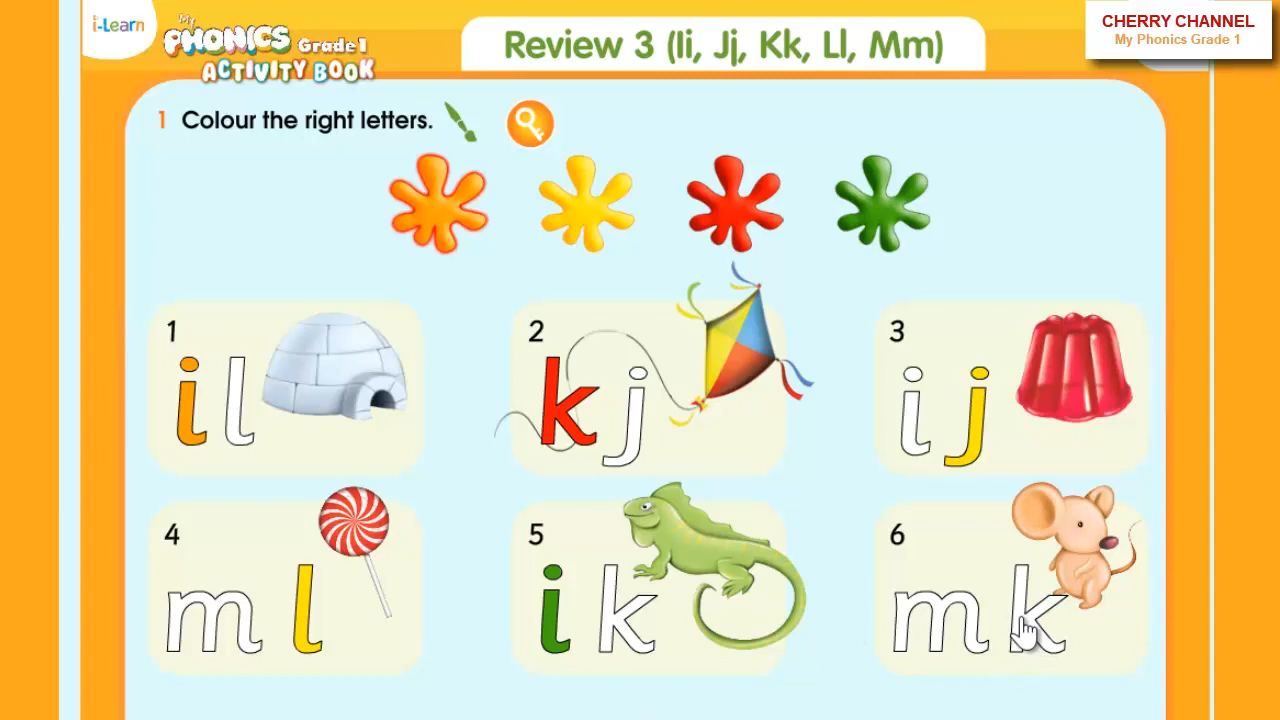 i-Learn
My
PHONICS Grade 1
ACTIVITY BOOK
Review 3 (Ii, Jj, Kk, Ll, Mm)
CHERRY CHANNEL
My Phonics Grade 1
1 Colour the right letters.
1
i l
2
k j
3
i j
4
m l
5
i k
6
m k